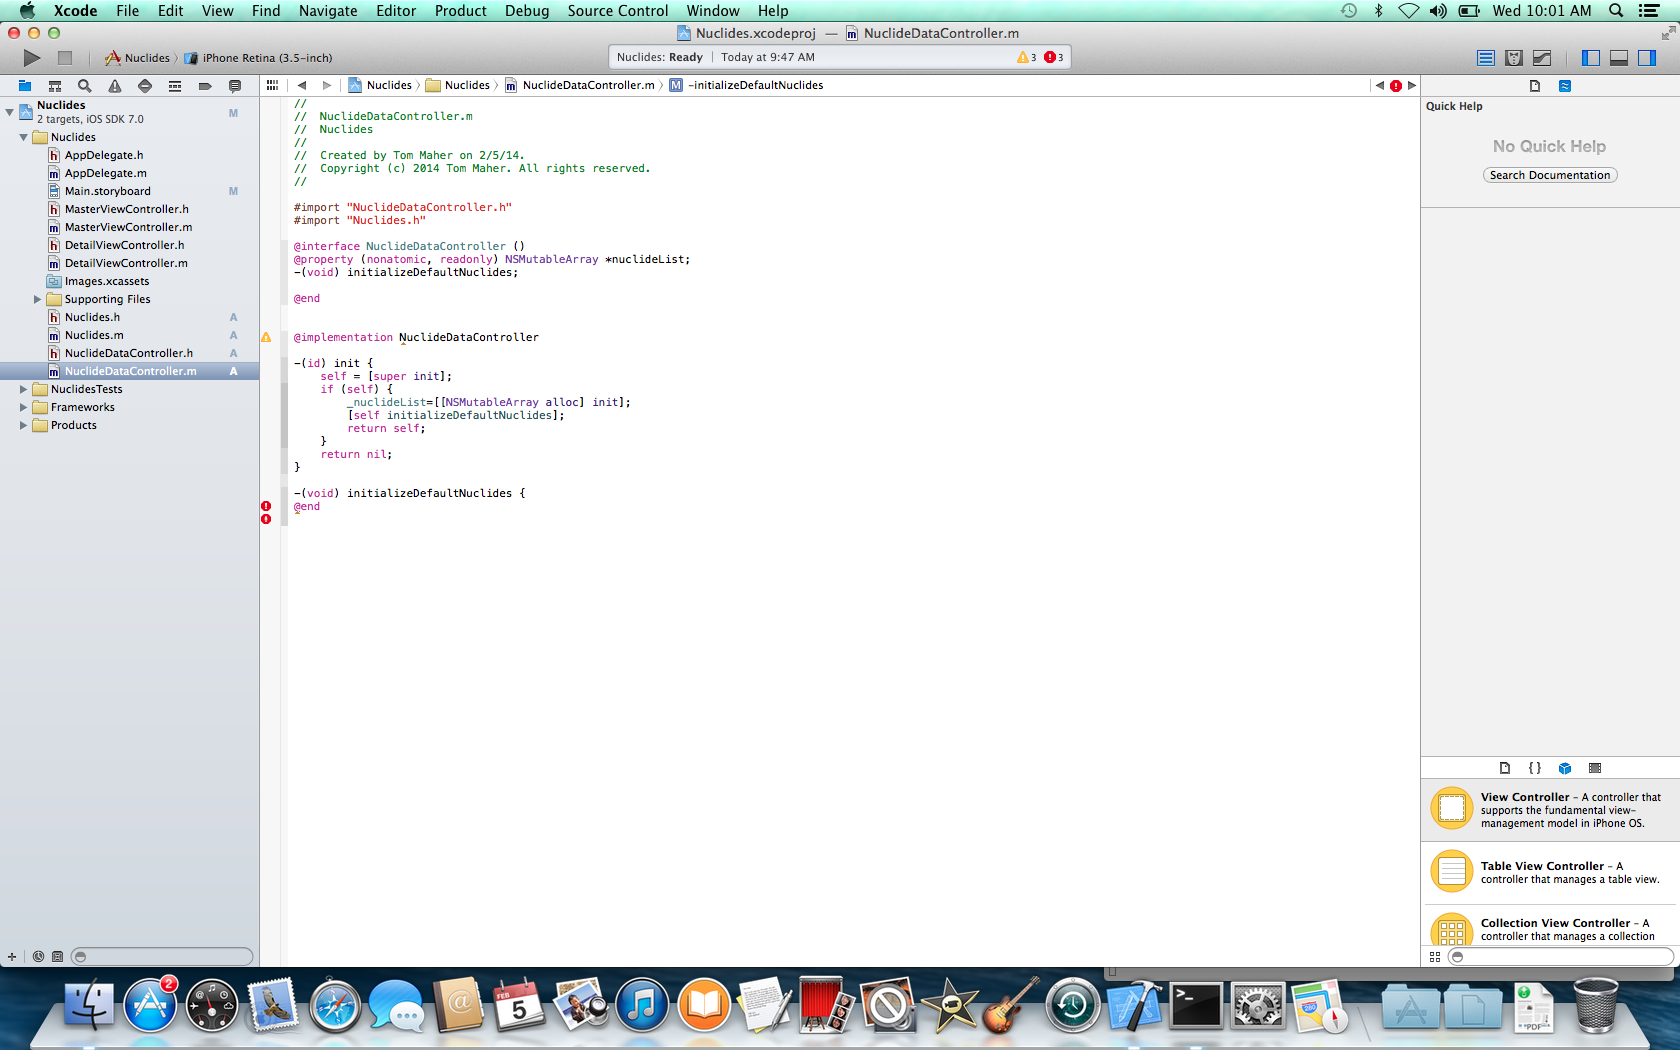 Xcode File Edit View Find Navigate Editor Product Debug Source Control Window Help Wed 10:01 AM
Nuclides.xcodeproj — NuclideDataController.m
Nuclides iPhone Retina (3.5-inch)
Nuclides: Ready Today at 9:47 AM 3 3
Nuclides Nuclides NuclideDataController.m M -initializeDefaultNuclides
Nuclides M
2 targets, iOS SDK 7.0
Nuclides
h AppDelegate.h
m AppDelegate.m
Main.storyboard M
h MasterViewController.h
m MasterViewController.m
h DetailViewController.h
m DetailViewController.m
Images.xcassets
Supporting Files
h Nuclides.h A
m Nuclides.m A
h NuclideDataController.h A
m NuclideDataController.m A
NuclidesTests
Frameworks
Products
//
//  NuclideDataController.m
//  Nuclides
//
//  Created by Tom Maher on 2/5/14.
//  Copyright (c) 2014 Tom Maher. All rights reserved.
//
#import "NuclideDataController.h"
#import "Nuclides.h"
@interface NuclideDataController ()
@property (nonatomic, readonly) NSMutableArray *nuclideList;
-(void) initializeDefaultNuclides;
@end
@implementation NuclideDataController
-(id) init {
self = [super init];
if (self) {
_nuclideList=[[NSMutableArray alloc] init];
[self initializeDefaultNuclides];
return self;
}
return nil;
}
-(void) initializeDefaultNuclides {
@end
Quick Help
No Quick Help
Search Documentation
{ }
View Controller - A controller that
supports the fundamental view-
management model in iPhone OS.
Table View Controller - A
controller that manages a table view.
Collection View Controller - A
controller that manages a collection
2
FEB
5
@
>_
280
PDF